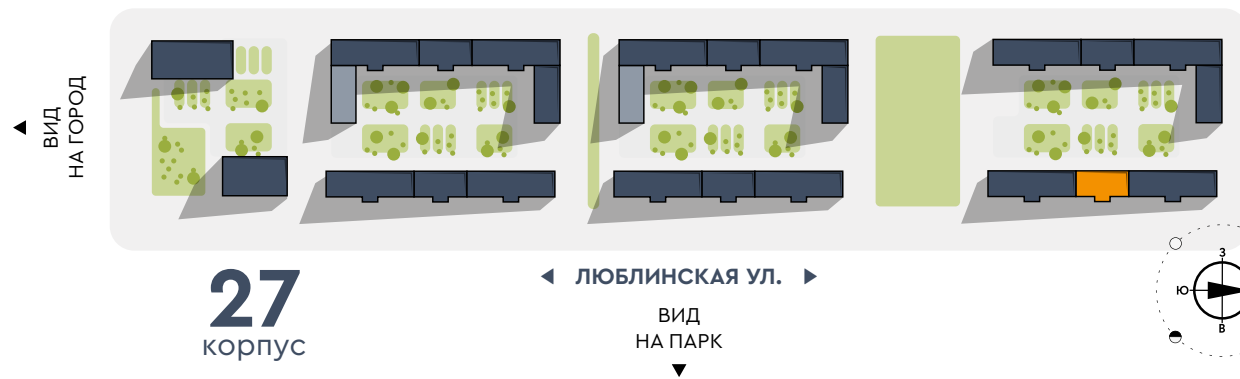 ВИД
НА ГОРОД
27
корпус
ЛЮБЛИНСКАЯ УЛ.
ВИД
НА ПАРК
З
Ю
В